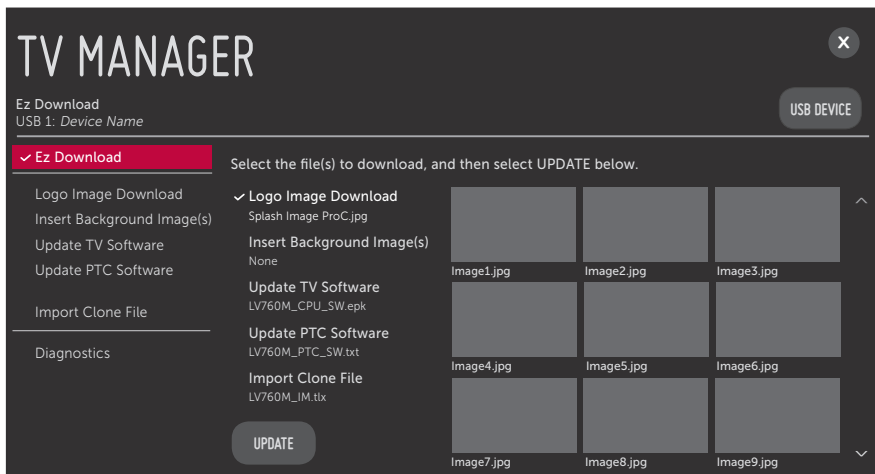 TV MANAGER
X
Ez Download
USB 1: Device Name
USB DEVICE
Ez Download
Logo Image Download
Insert Background Image(s)
Update TV Software
Update PTC Software
Import Clone File
Diagnostics
Select the file(s) to download, and then select UPDATE below.
Logo Image Download
Splash Image ProC.jpg
Insert Background Image(s)
None
Update TV Software
LV760M_CPU_SW.epk
Update PTC Software
LV760M_PTC_SW.txt
Import Clone File
LV760M_IM.tlx
UPDATE
Image1.jpg
Image2.jpg
Image3.jpg
Image4.jpg
Image5.jpg
Image6.jpg
Image7.jpg
Image8.jpg
Image9.jpg